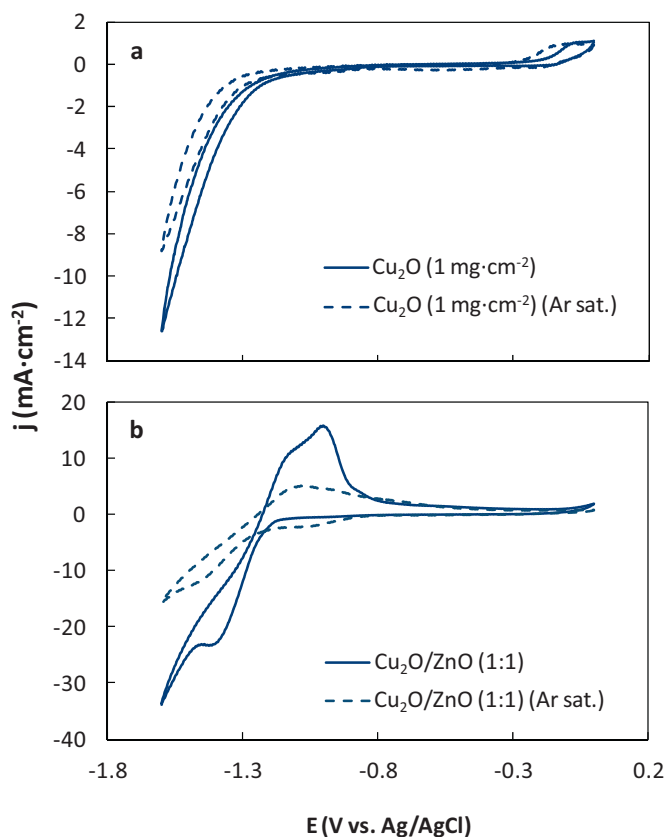 a
2
0
-2
-4
-6
-8
-10
-12
-14
Cu₂O (1 mg·cm⁻²)
Cu₂O (1 mg·cm⁻²) (Ar sat.)
j (mA·cm⁻²)
b
20
10
0
-10
-20
-30
-40
Cu₂O/ZnO (1:1)
Cu₂O/ZnO (1:1) (Ar sat.)
-1.8 -1.3 -0.8 -0.3 0.2
E (V vs. Ag/AgCl)